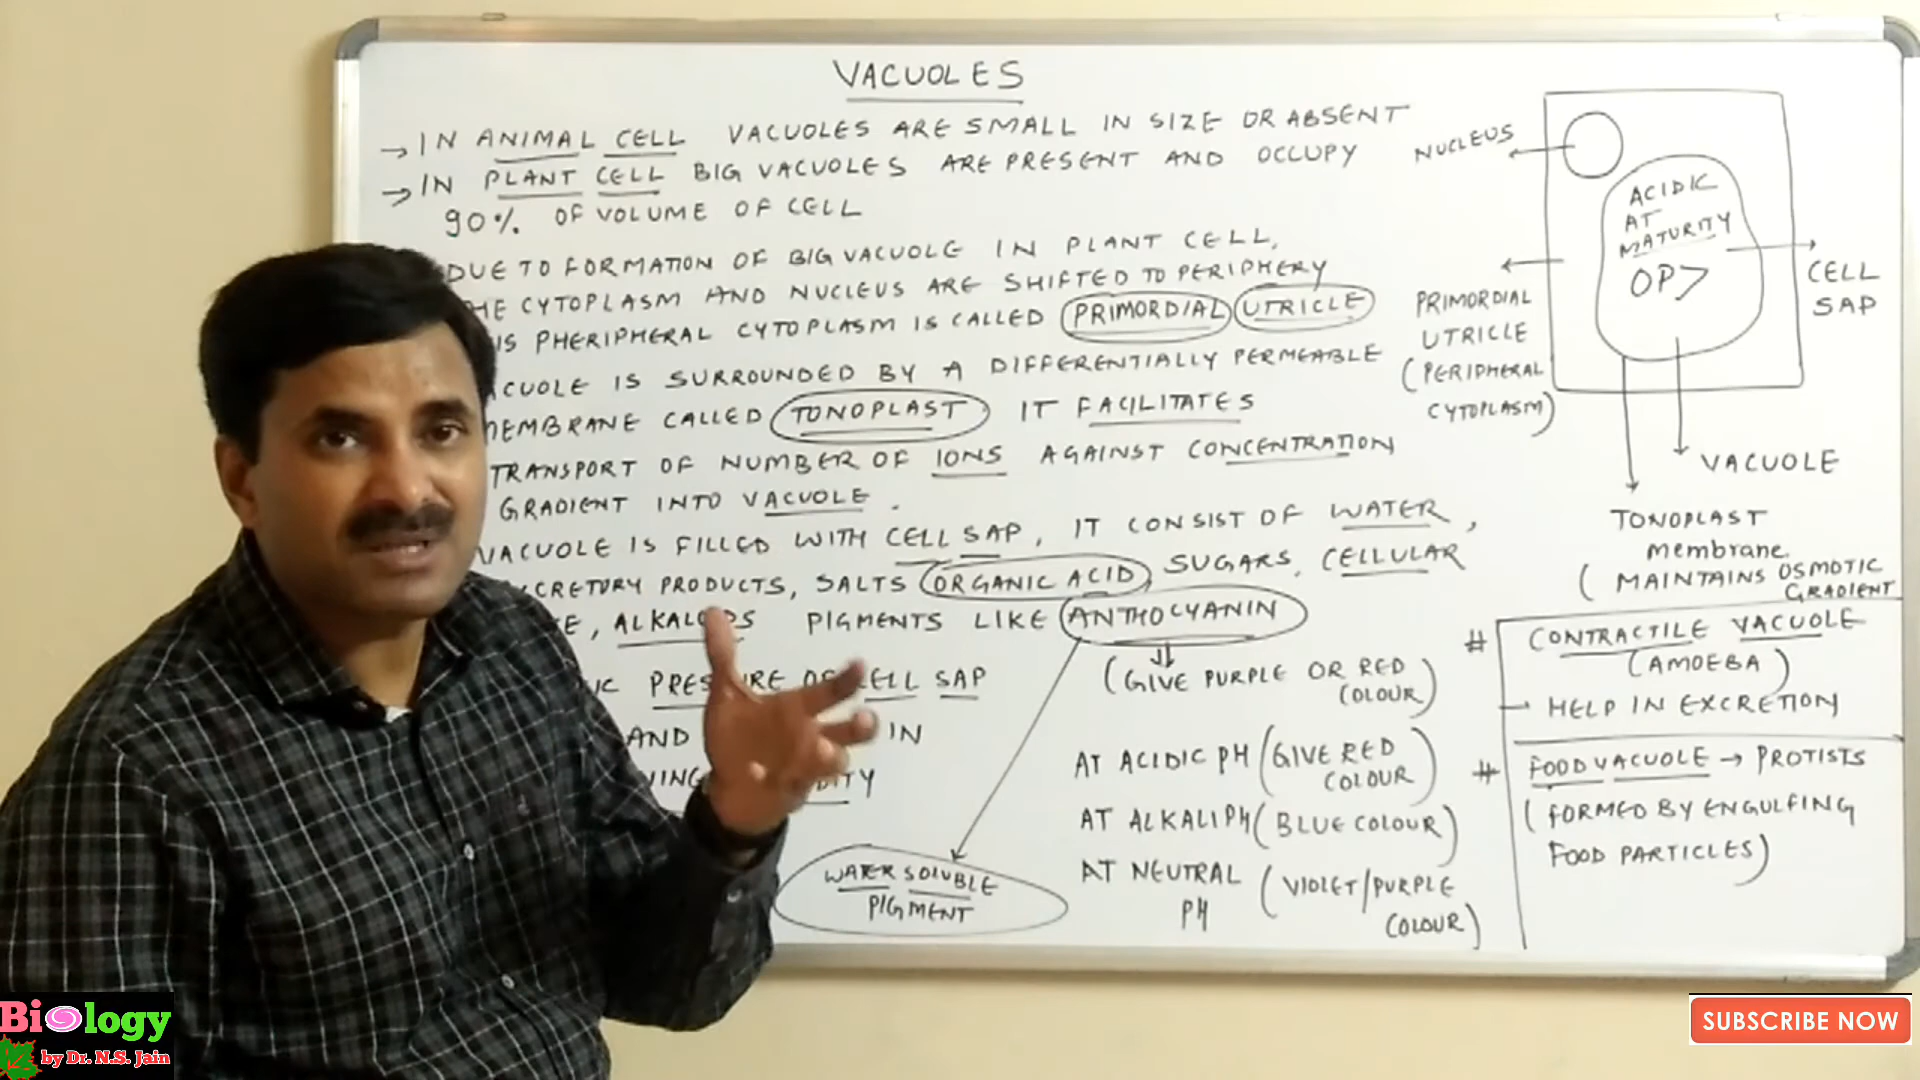 VACUOLES
→ IN ANIMAL CELL VACUOLES ARE SMALL IN SIZE OR ABSENT
→ IN PLANT CELL BIG VACUOLES ARE PRESENT AND OCCUPY
90% OF VOLUME OF CELL
DUE TO FORMATION OF BIG VACUOLE IN PLANT CELL,
CYTOPLASM AND NUCLEUS ARE SHIFTED TO PERIPHERY
PHERIPHERAL CYTOPLASM IS CALLED PRIMORDIAL UTRICLE
IS SURROUNDED BY A DIFFERENTIALLY PERMEABLE
MEMBRANE CALLED TONOPLAST IT FACILITATES
TRANSPORT OF NUMBER OF IONS AGAINST CONCENTRATION
GRADIENT INTO VACUOLE.
VACUOLE IS FILLED WITH CELL SAP, IT CONSIST OF WATER,
PRODUCTS, SALTS ORGANIC ACID, SUGARS, CELLULAR
, ALKALOIDS PIGMENTS LIKE ANTHOCYANIN
PRESSURE OF CELL SAP
AND IN
(GIVE PURPLE OR RED
COLOUR)
AT ACIDIC PH (GIVE RED
COLOUR)
AT ALKALI PH (BLUE COLOUR)
AT NEUTRAL PH (VIOLET/PURPLE
COLOUR)
WATER SOLUBLE
PIGMENT
NUCLEUS
ACIDIC
AT
MATURITY
OP>
CELL
SAP
PRIMORDIAL
UTRICLE
(PERIPHERAL
CYTOPLASM)
VACUOLE
TONOPLAST
membrane
(MAINTAINS OSMOTIC
GRADIENT
# CONTRACTILE VACUOLE
(AMOEBA)
→ HELP IN EXCRETION
# FOOD VACUOLE → PROTISTS
(FORMED BY ENGULFING
FOOD PARTICLES)
Biology
by Dr. N.S. Jain
SUBSCRIBE NOW